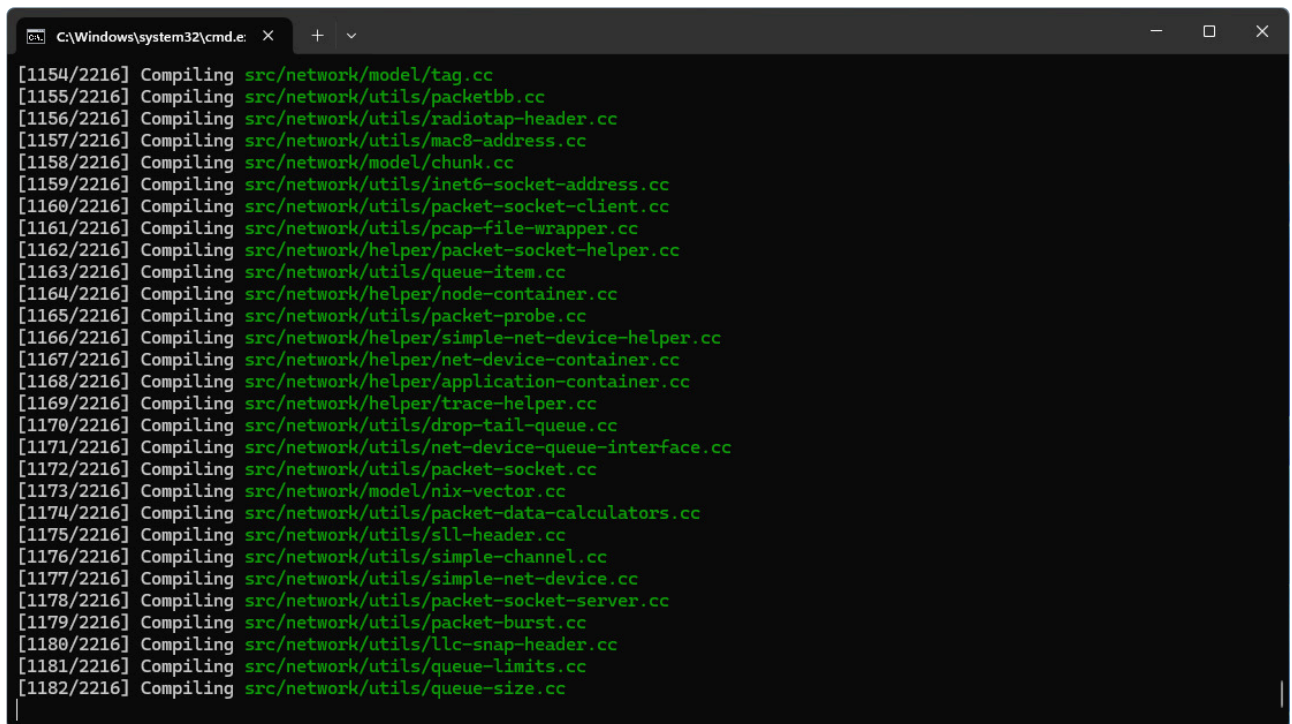 C:\Windows\system32\cmd.e:
[1154/2216] Compiling src/network/model/tag.cc
[1155/2216] Compiling src/network/utils/packetbb.cc
[1156/2216] Compiling src/network/utils/radiotap-header.cc
[1157/2216] Compiling src/network/utils/mac8-address.cc
[1158/2216] Compiling src/network/model/chunk.cc
[1159/2216] Compiling src/network/utils/inet6-socket-address.cc
[1160/2216] Compiling src/network/utils/packet-socket-client.cc
[1161/2216] Compiling src/network/utils/pcap-file-wrapper.cc
[1162/2216] Compiling src/network/helper/packet-socket-helper.cc
[1163/2216] Compiling src/network/utils/queue-item.cc
[1164/2216] Compiling src/network/helper/node-container.cc
[1165/2216] Compiling src/network/utils/packet-probe.cc
[1166/2216] Compiling src/network/helper/simple-net-device-helper.cc
[1167/2216] Compiling src/network/helper/net-device-container.cc
[1168/2216] Compiling src/network/helper/application-container.cc
[1169/2216] Compiling src/network/helper/trace-helper.cc
[1170/2216] Compiling src/network/utils/drop-tail-queue.cc
[1171/2216] Compiling src/network/utils/net-device-queue-interface.cc
[1172/2216] Compiling src/network/utils/packet-socket.cc
[1173/2216] Compiling src/network/model/nix-vector.cc
[1174/2216] Compiling src/network/utils/packet-data-calculators.cc
[1175/2216] Compiling src/network/utils/sll-header.cc
[1176/2216] Compiling src/network/utils/simple-channel.cc
[1177/2216] Compiling src/network/utils/simple-net-device.cc
[1178/2216] Compiling src/network/utils/packet-socket-server.cc
[1179/2216] Compiling src/network/utils/packet-burst.cc
[1180/2216] Compiling src/network/utils/llc-snap-header.cc
[1181/2216] Compiling src/network/utils/queue-limits.cc
[1182/2216] Compiling src/network/utils/queue-size.cc